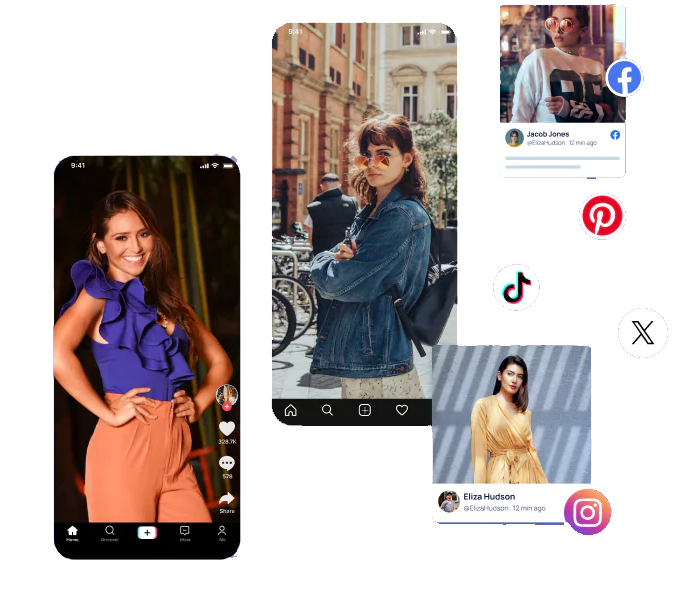 9:41
Jacob Jones
@ElizaHudson . 12 min ago
9:41
328.7K
578
Share
Home
Discover
Inbox
Me
Eliza Hudson
@ElizaHudson . 12 min ago